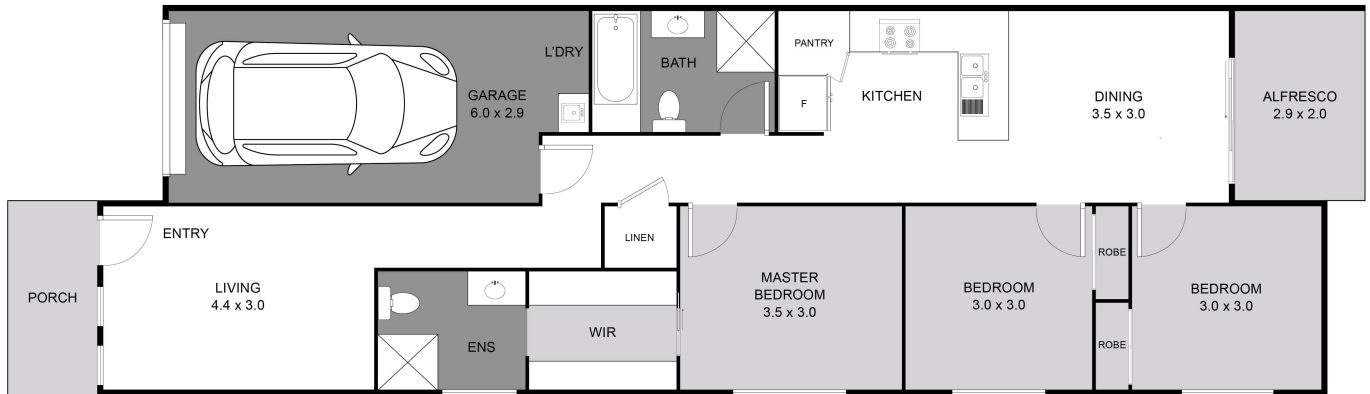 L'DRY
GARAGE
6.0 x 2.9
BATH
PANTRY
F
KITCHEN
DINING
3.5 x 3.0
ALFRESCO
2.9 x 2.0
PORCH
ENTRY
LIVING
4.4 x 3.0
ENS
WIR
LINEN
MASTER
BEDROOM
3.5 x 3.0
BEDROOM
3.0 x 3.0
ROBE
ROBE
BEDROOM
3.0 x 3.0